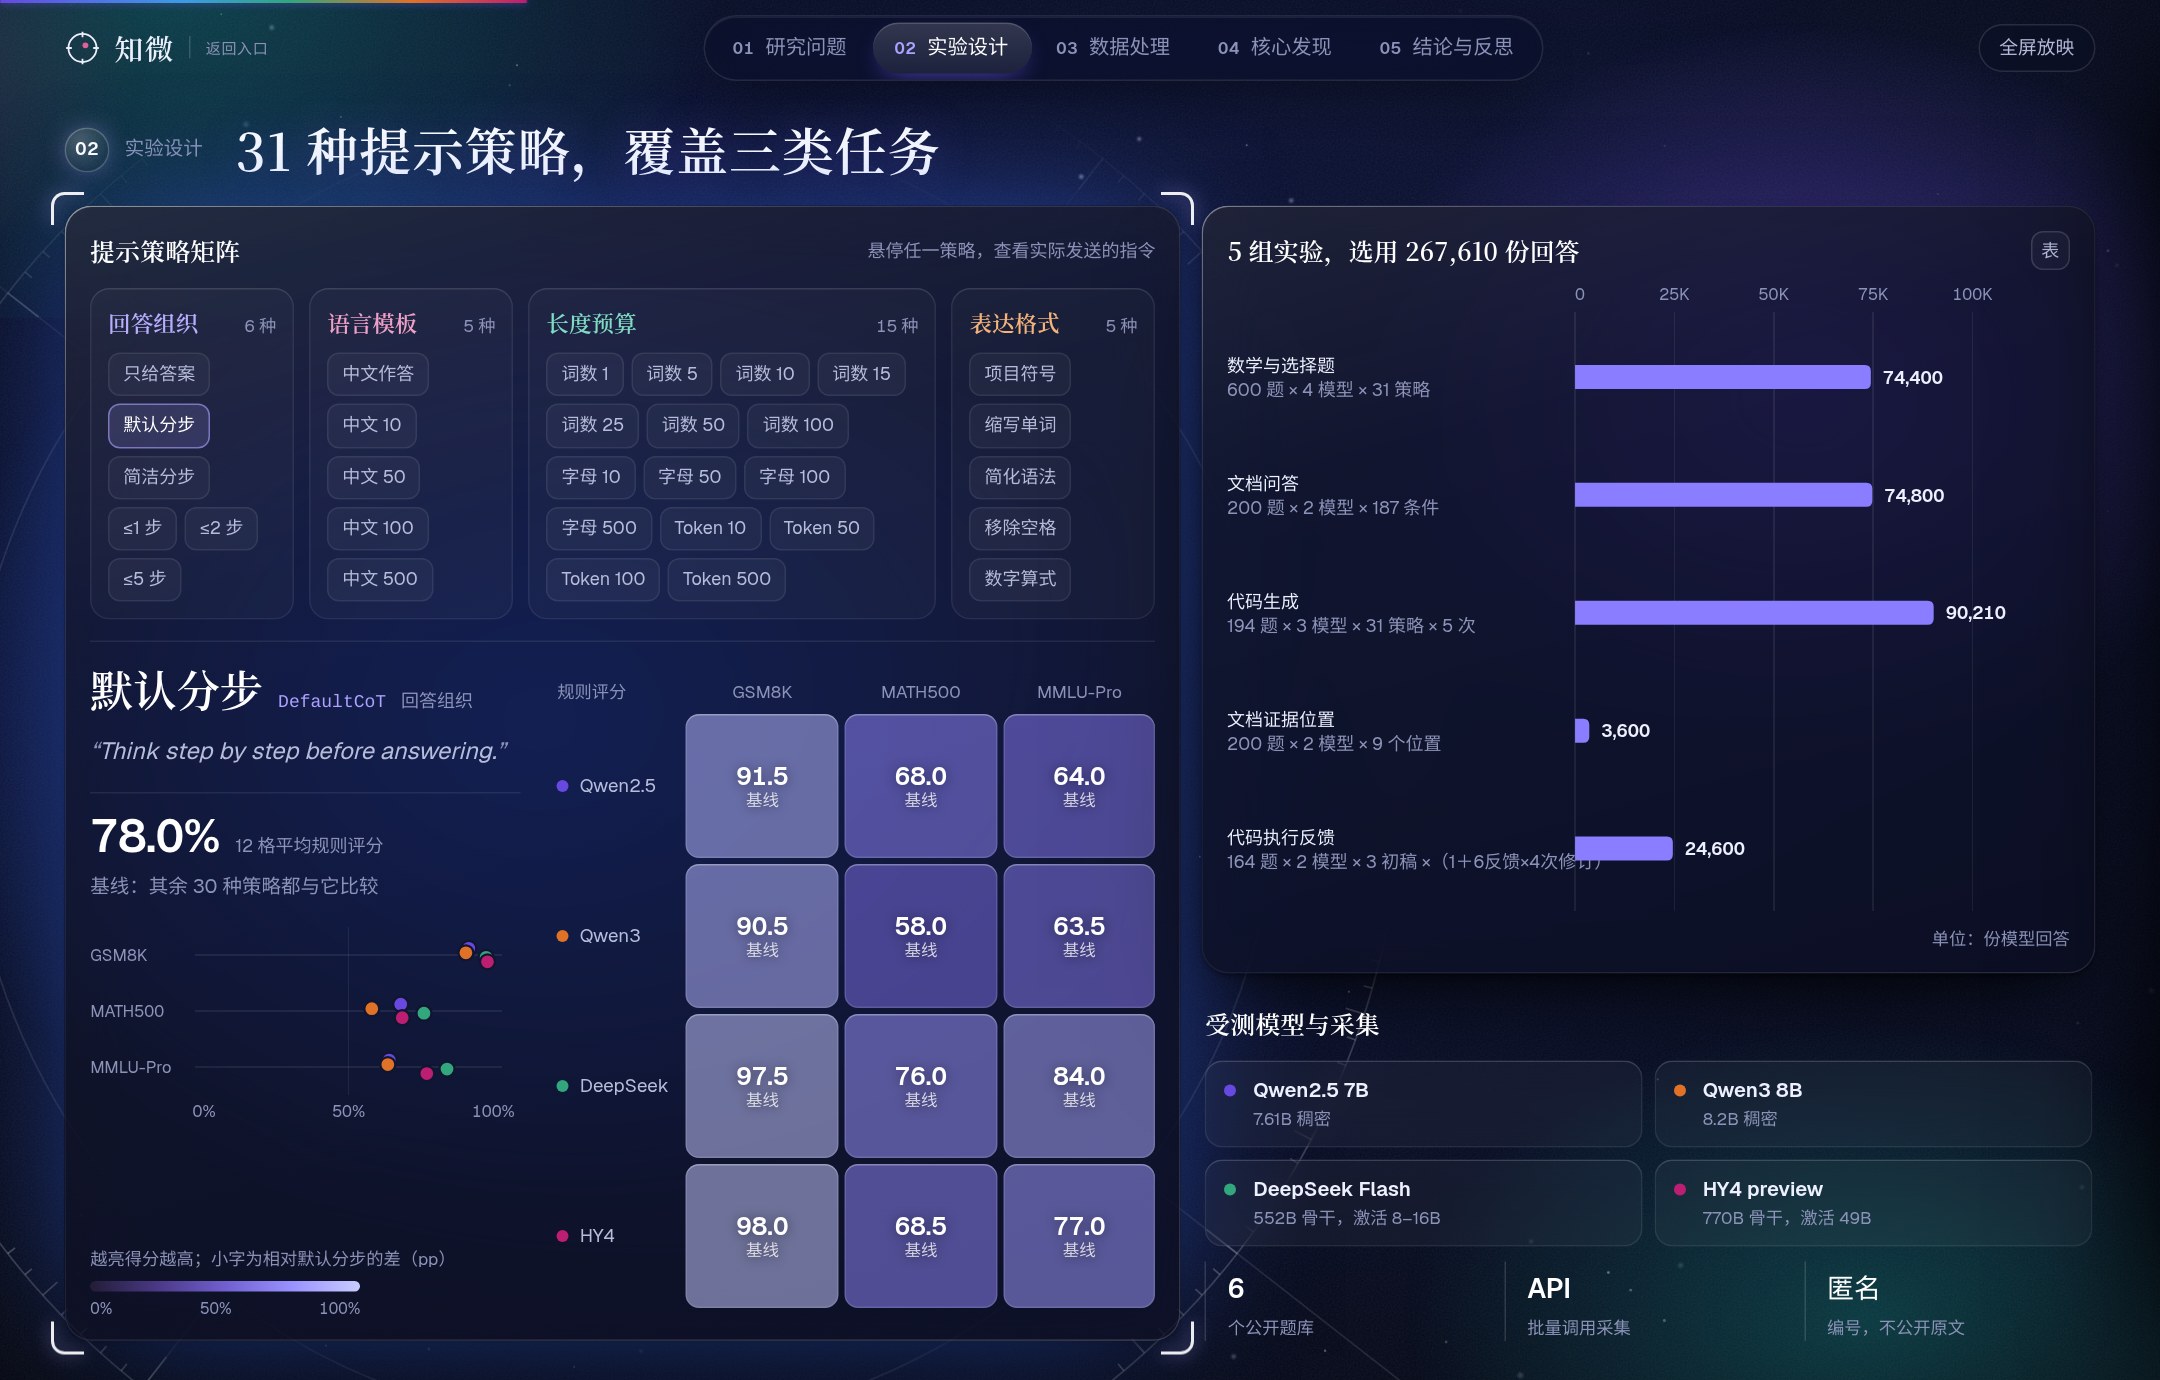 知微
返回入口
01 研究问题
02 实验设计
03 数据处理
04 核心发现
05 结论与反思
全屏放映
02 实验设计
31 种提示策略，覆盖三类任务
提示策略矩阵
悬停任一策略，查看实际发送的指令
回答组织 6 种
只给答案
默认分步
简洁分步
≤1 步 ≤2 步
≤5 步
语言模板 5 种
中文作答
中文 10
中文 50
中文 100
中文 500
长度预算 15 种
词数 1 词数 5 词数 10 词数 15
词数 25 词数 50 词数 100
字母 10 字母 50 字母 100
字母 500 Token 10 Token 50
Token 100 Token 500
表达格式 5 种
项目符号
缩写单词
简化语法
移除空格
数字算式
默认分步 DefaultCoT 回答组织
“Think step by step before answering.”
78.0% 12 格平均规则评分
基线：其余 30 种策略都与它比较
GSM8K
MATH500
MMLU-Pro
0% 50% 100%
越亮得分越高；小字为相对默认分步的差（pp）
0% 50% 100%
规则评分 GSM8K MATH500 MMLU-Pro
Qwen2.5
91.5 68.0 64.0
基线 基线 基线
Qwen3
90.5 58.0 63.5
基线 基线 基线
DeepSeek
97.5 76.0 84.0
基线 基线 基线
HY4
98.0 68.5 77.0
基线 基线 基线
5 组实验，选用 267,610 份回答
表
0 25K 50K 75K 100K
数学与选择题
600 题 × 4 模型 × 31 策略
74,400
文档问答
200 题 × 2 模型 × 187 条件
74,800
代码生成
194 题 × 3 模型 × 31 策略 × 5 次
90,210
文档证据位置
200 题 × 2 模型 × 9 个位置
3,600
代码执行反馈
164 题 × 2 模型 × 3 初稿 ×（1＋6反馈×4次修订）
24,600
单位：份模型回答
受测模型与采集
Qwen2.5 7B
7.61B 稠密
Qwen3 8B
8.2B 稠密
DeepSeek Flash
552B 骨干，激活 8–16B
HY4 preview
770B 骨干，激活 49B
6
个公开题库
API
批量调用采集
匿名
编号，不公开原文